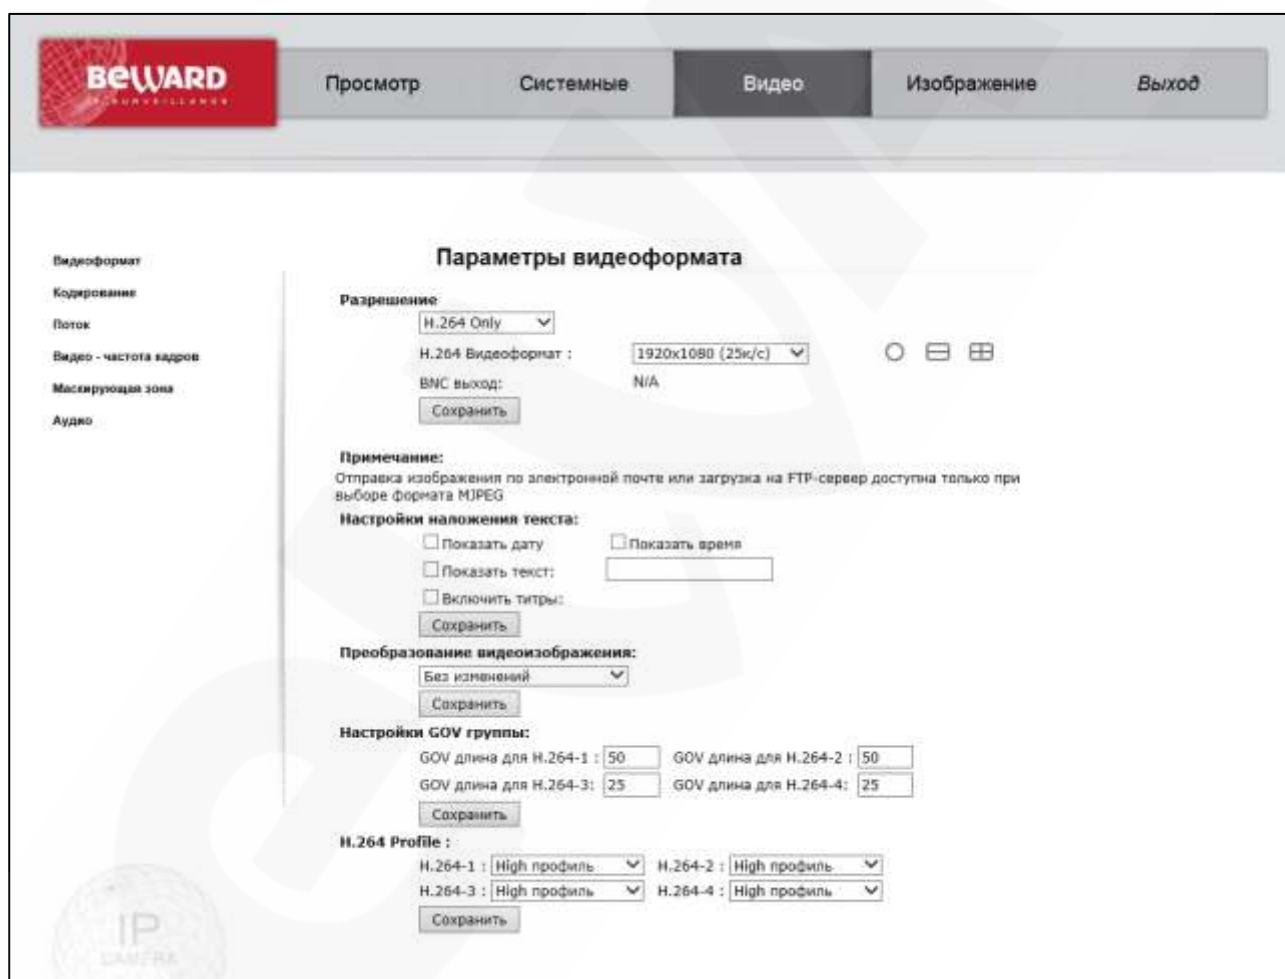 BEWARD
IP SURVEILLANCE
Просмотр Системные Видео Изображение Выход
Видеоформат
Кодирование
Поток
Видео - частота кадров
Маскирующая зона
Аудио
Параметры видеоформата
Разрешение
H.264 Only
H.264 Видеоформат : 1920x1080 (25к/с)
BNC выход: N/A
Сохранить
Примечание:
Отправка изображения по электронной почте или загрузка на FTP-сервер доступна только при
выборе формата MJPEG
Настройки наложения текста:
Показать дату Показать время
Показать текст:
Включить титры:
Сохранить
Преобразование видеоизображения:
Без изменений
Сохранить
Настройки GOV группы:
GOV длина для H.264-1 : 50 GOV длина для H.264-2 : 50
GOV длина для H.264-3: 25 GOV длина для H.264-4: 25
Сохранить
H.264 Profile :
H.264-1 : High профиль H.264-2 : High профиль
H.264-3 : High профиль H.264-4 : High профиль
Сохранить
IP
CAMERA